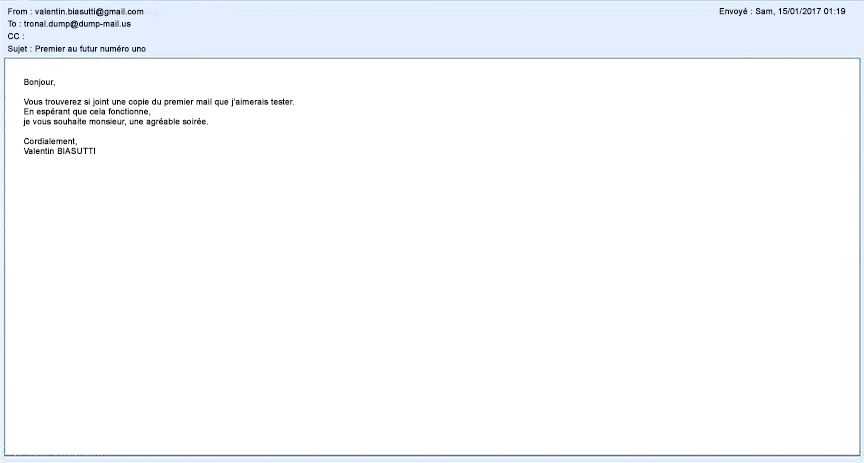 From : valentin.biasutti@gmail.com
Envoyé : Sam, 15/01/2017 01:19
To : tronal.dump@dump-mail.us
CC :
Sujet : Premier au futur numéro uno
Bonjour,
Vous trouverez si joint une copie du premier mail que j'aimerais tester.
En espérant que cela fonctionne,
je vous souhaite monsieur, une agréable soirée.
Cordialement,
Valentin BIASUTTI